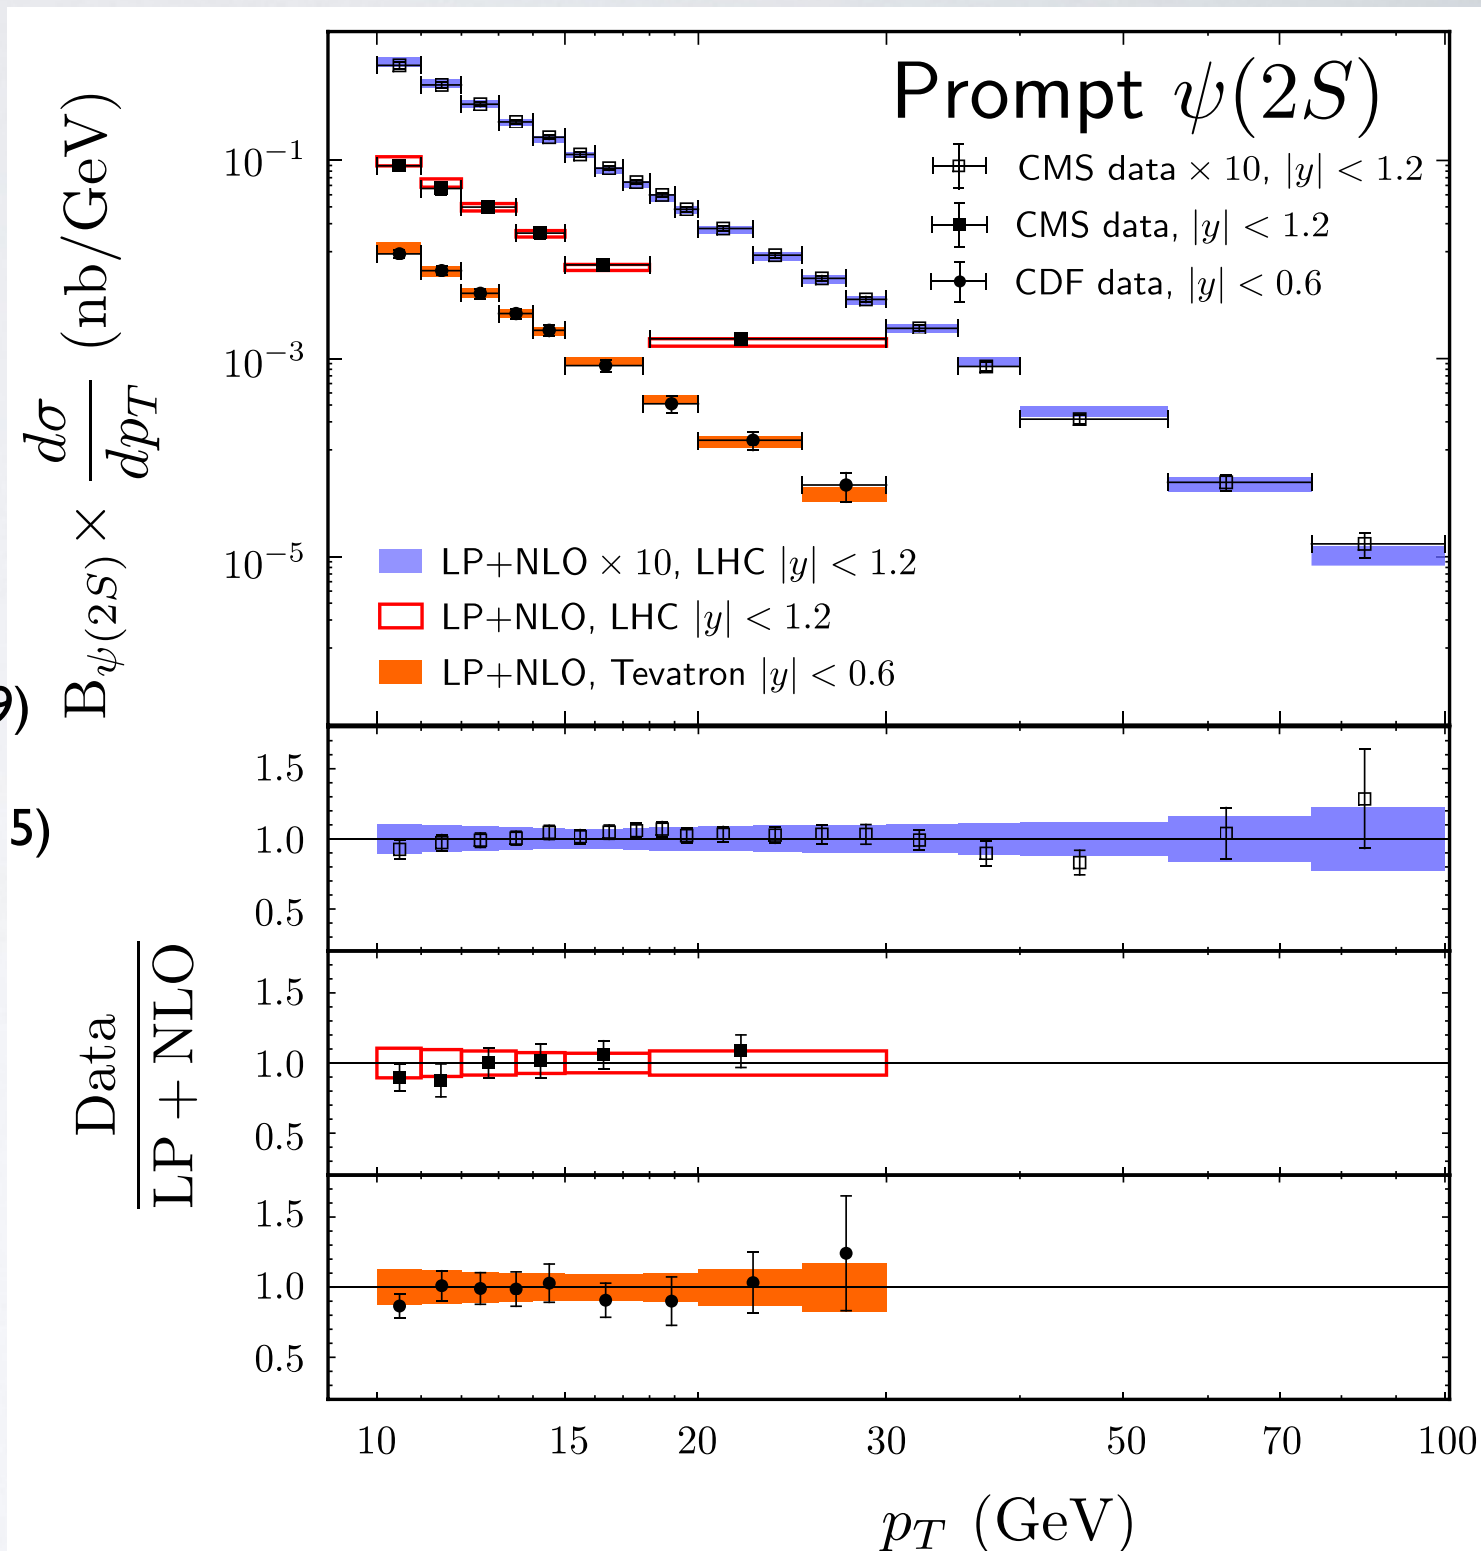 Prompt ψ(2S)
CMS data × 10, |y| < 1.2
CMS data, |y| < 1.2
CDF data, |y| < 0.6
B_{ψ(2S)} × dσ/dp_T (nb/GeV)
10^{-1}
10^{-3}
10^{-5}
LP+NLO × 10, LHC |y| < 1.2
LP+NLO, LHC |y| < 1.2
LP+NLO, Tevatron |y| < 0.6
9)
5)
1.5
1.0
0.5
Data
LP + NLO
1.5
1.0
0.5
1.5
1.0
0.5
10 15 20 30 50 70 100
p_T (GeV)